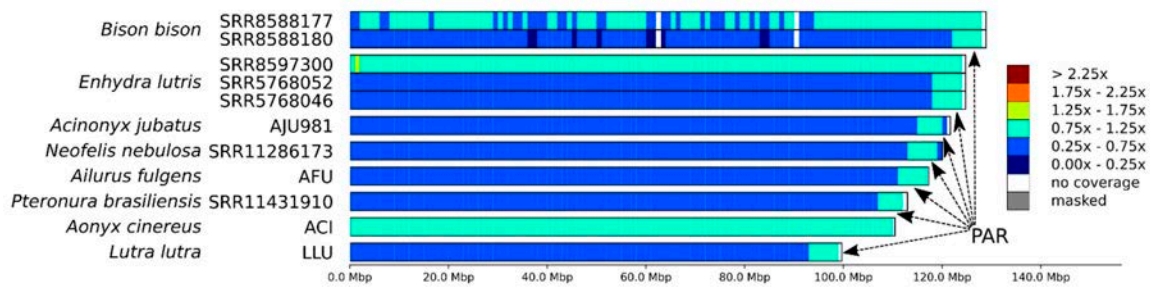 Bison bison
SRR8588177
SRR8588180
Enhydra lutris
SRR8597300
SRR5768052
SRR5768046
Acinonyx jubatus AJU981
Neofelis nebulosa SRR11286173
Ailurus fulgens AFU
Pteronura brasiliensis SRR11431910
Aonyx cinereus ACI
Lutra lutra LLU
> 2.25x
1.75x - 2.25x
1.25x - 1.75x
0.75x - 1.25x
0.25x - 0.75x
0.00x - 0.25x
no coverage
masked
PAR
0.0 Mbp 20.0 Mbp 40.0 Mbp 60.0 Mbp 80.0 Mbp 100.0 Mbp 120.0 Mbp 140.0 Mbp